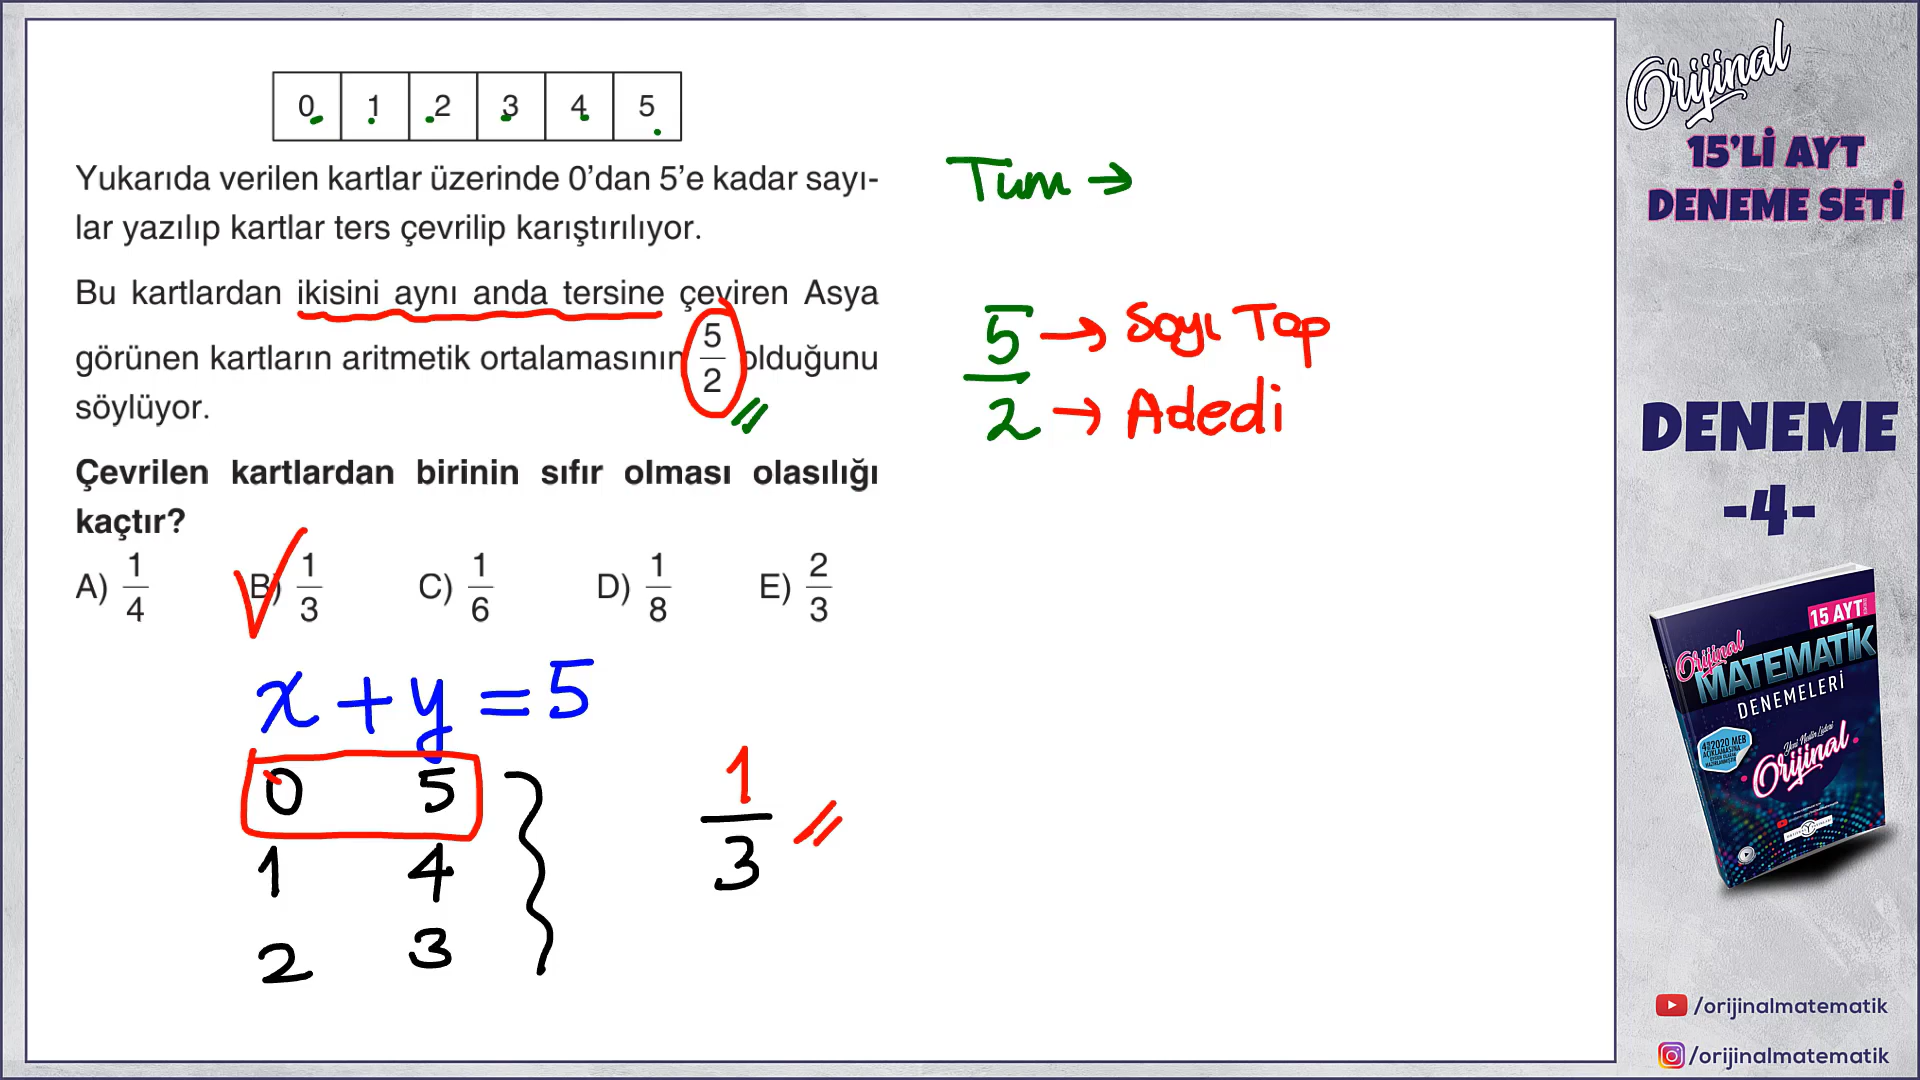 0 1 2 3 4 5
Yukarıda verilen kartlar üzerinde 0’dan 5’e kadar sayı-
lar yazılıp kartlar ters çevrilip karıştırılıyor.
Bu kartlardan ikisini aynı anda tersine çeviren Asya
görünen kartların aritmetik ortalamasının 5/2 olduğunu
söylüyor.
Çevrilen kartlardan birinin sıfır olması olasılığı
kaçtır?
A) 1/4 B) 1/3 C) 1/6 D) 1/8 E) 2/3
x + y = 5
0 5
1 4
2 3
1/3
Tüm →
5 → Sayı Top
2 → Adedi
Orijinal
15’Lİ AYT
DENEME SETİ
DENEME
-4-
15 AYT
Orijinal
MATEMATİK
DENEMELERİ
Orijinal
/orijinalmatematik
/orijinalmatematik